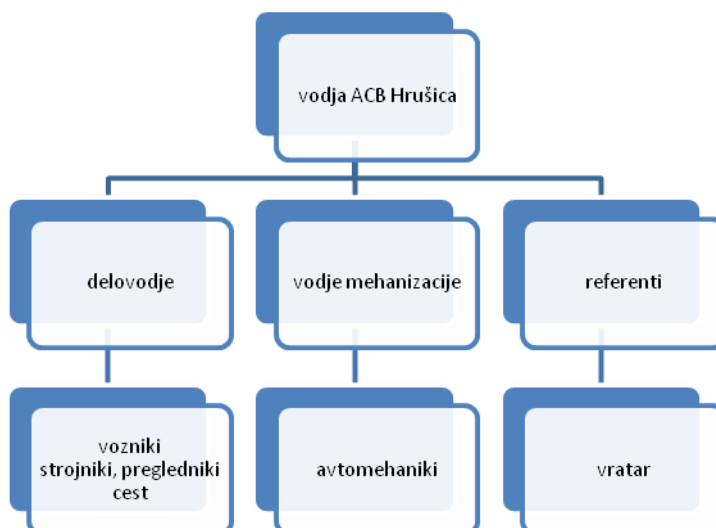 vodja ACB Hrušica
delovodje
vodje mehanizacije
referenti
vozniki
strojniki, pregledniki
cest
avtomehaniki
vratar